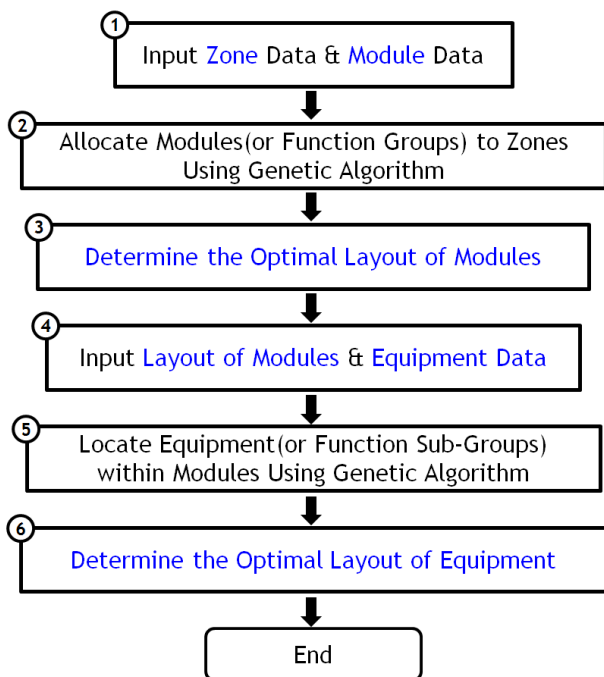 1
Input Zone Data & Module Data
2
Allocate Modules(or Function Groups) to Zones
Using Genetic Algorithm
3
Determine the Optimal Layout of Modules
4
Input Layout of Modules & Equipment Data
5
Locate Equipment(or Function Sub-Groups)
within Modules Using Genetic Algorithm
6
Determine the Optimal Layout of Equipment
End